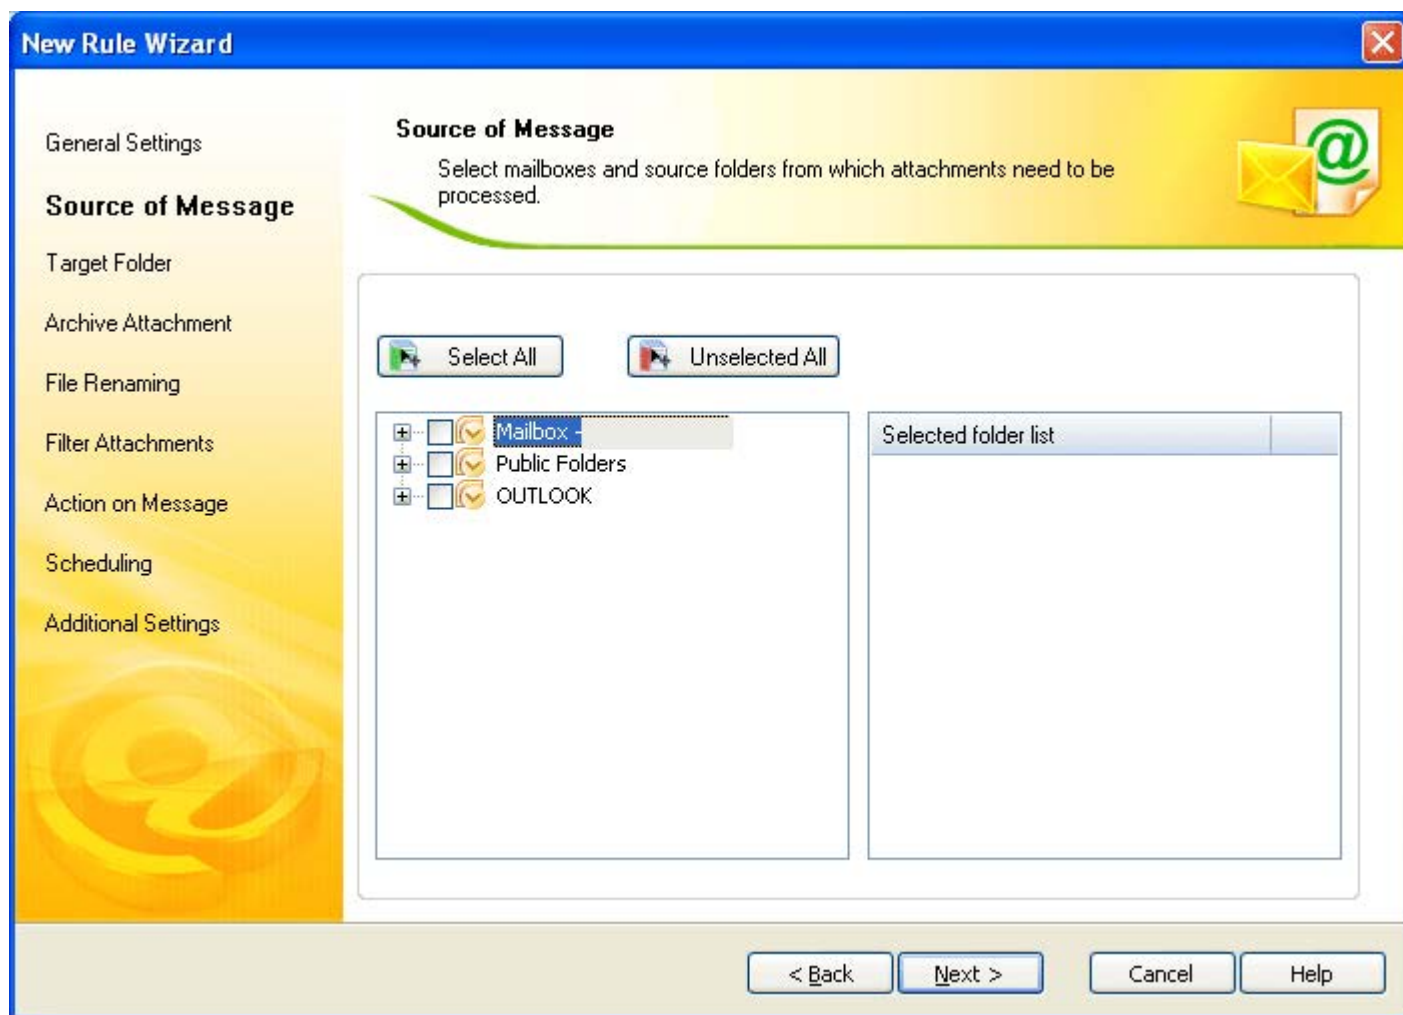 New Rule Wizard
General Settings
Source of Message
Target Folder
Archive Attachment
File Renaming
Filter Attachments
Action on Message
Scheduling
Additional Settings
Source of Message
Select mailboxes and source folders from which attachments need to be
processed.
Select All
Unselected All
Mailbox -
Public Folders
OUTLOOK
Selected folder list
< Back
Next >
Cancel
Help